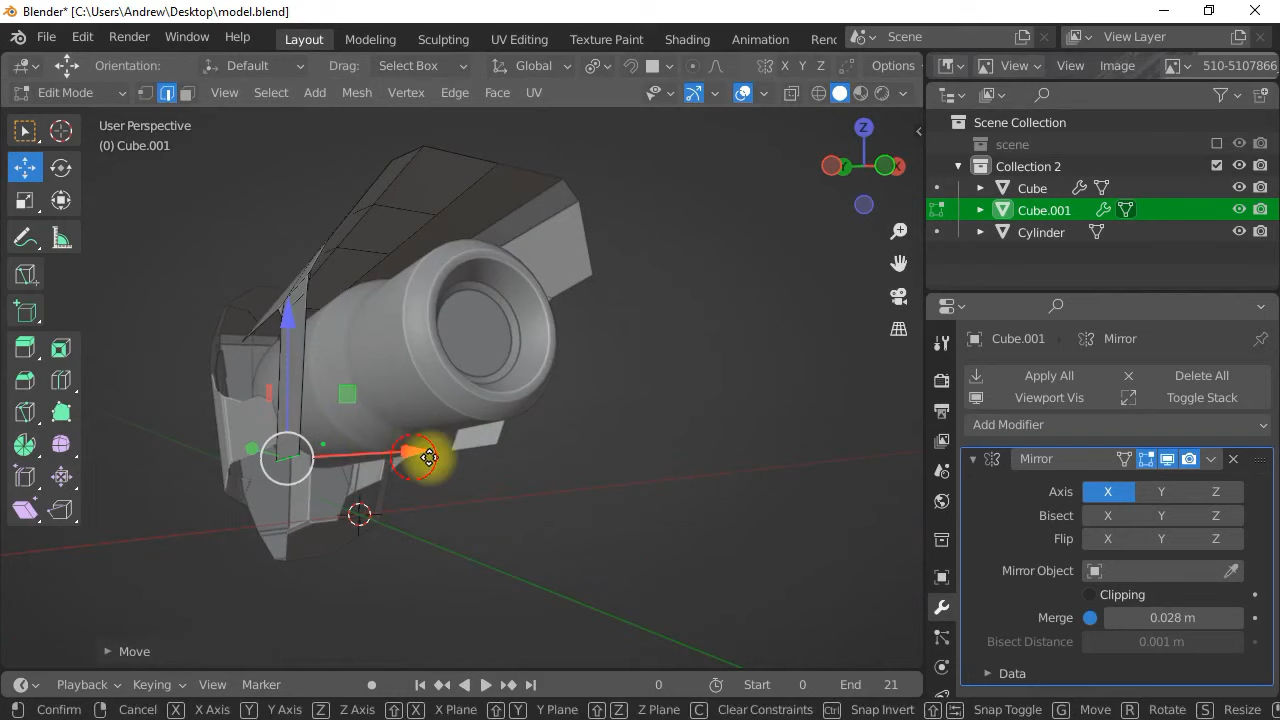 Blender* [C:\Users\Andrew\Desktop\model.blend]
File Edit Render Window Help Layout Modeling Sculpting UV Editing Texture Paint Shading Animation Ren Scene View Layer
Orientation: Default Drag: Select Box Global X Y Z Options View View Image 510-5107866
Edit Mode View Select Add Mesh Vertex Edge Face UV
User Perspective
(0) Cube.001
Z
Y
X
Scene Collection
scene
Collection 2
Cube
Cube.001
Cylinder
Cube.001 Mirror
Apply All Delete All
Viewport Vis Toggle Stack
Add Modifier
Mirror
Axis X Y Z
Bisect X Y Z
Flip X Y Z
Mirror Object
Clipping
Merge 0.028 m
Bisect Distance 0.001 m
Data
Move
Playback Keying View Marker 0 Start 0 End 21
Confirm Cancel X X Axis Y Y Axis Z Z Axis X X Plane Y Y Plane Z Z Plane C Clear Constraints Ctrl Snap Invert Snap Toggle G Move R Rotate S Resize